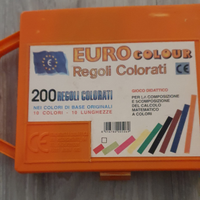 EURO COLOUR
Regoli Colorati
CE
200 REGOLI COLORATI
NEI COLORI DI BASE ORIGINALI
10 COLORI - 10 LUNGHEZZE
GIOCO DIDATTICO
PER LA COMPOSIZIONE
E SCOMPOSIZIONE
DEL CALCOLO
MATEMATICO
A COLORI
CE